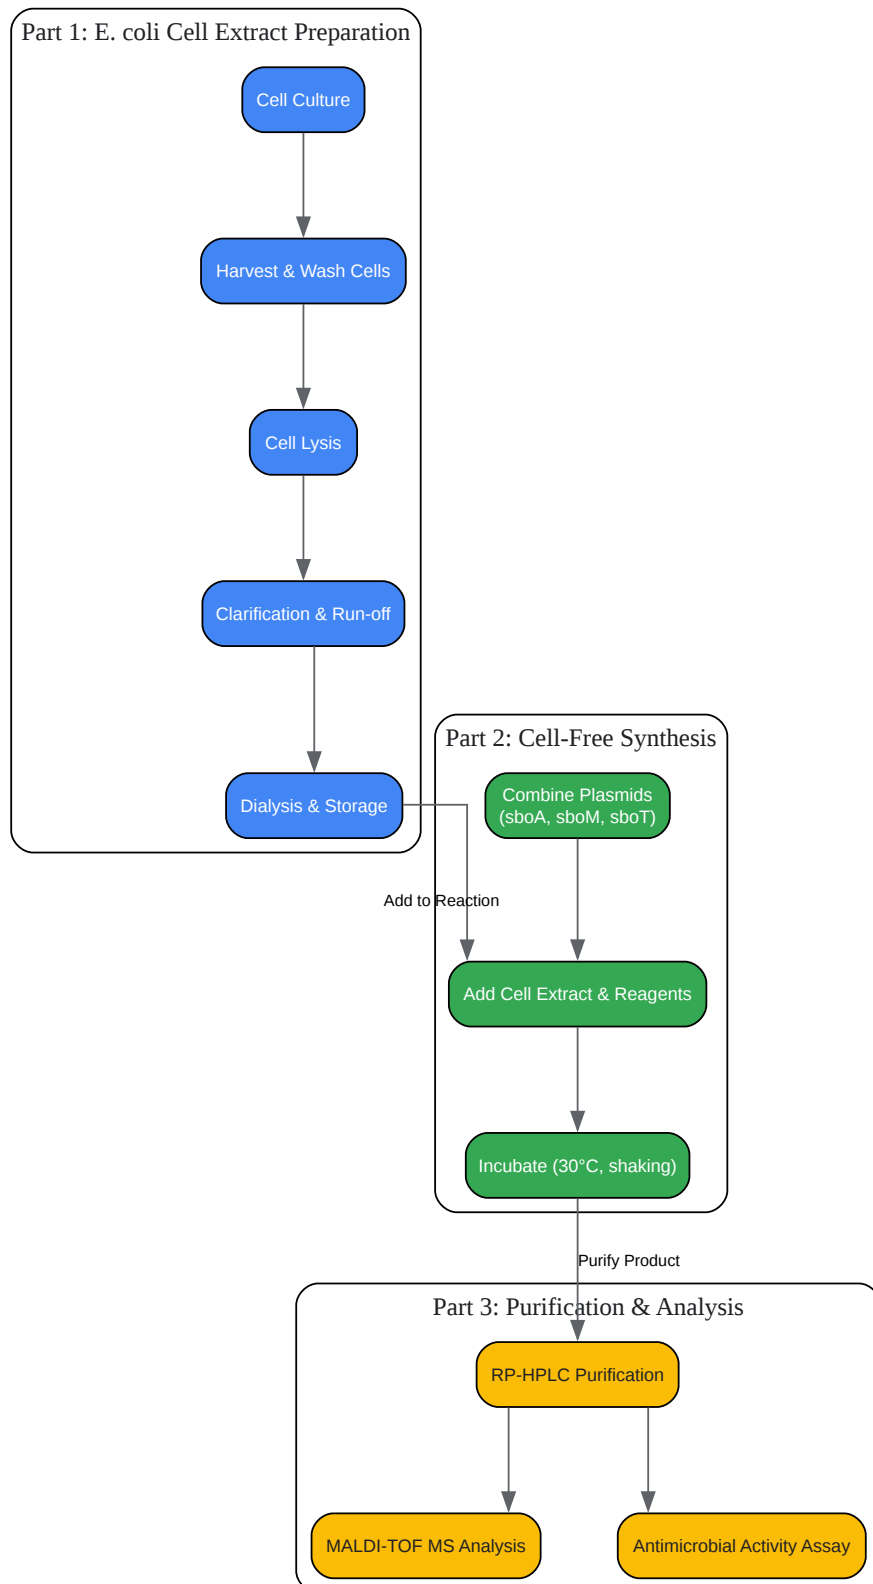 Part 1: E. coli Cell Extract Preparation
Cell Culture
Harvest & Wash Cells
Cell Lysis
Clarification & Run-off
Dialysis & Storage
Part 2: Cell-Free Synthesis
Combine Plasmids
(sboA, sboM, sboT)
Add to Reaction
Add Cell Extract & Reagents
Incubate (30°C, shaking)
Purify Product
Part 3: Purification & Analysis
RP-HPLC Purification
MALDI-TOF MS Analysis
Antimicrobial Activity Assay